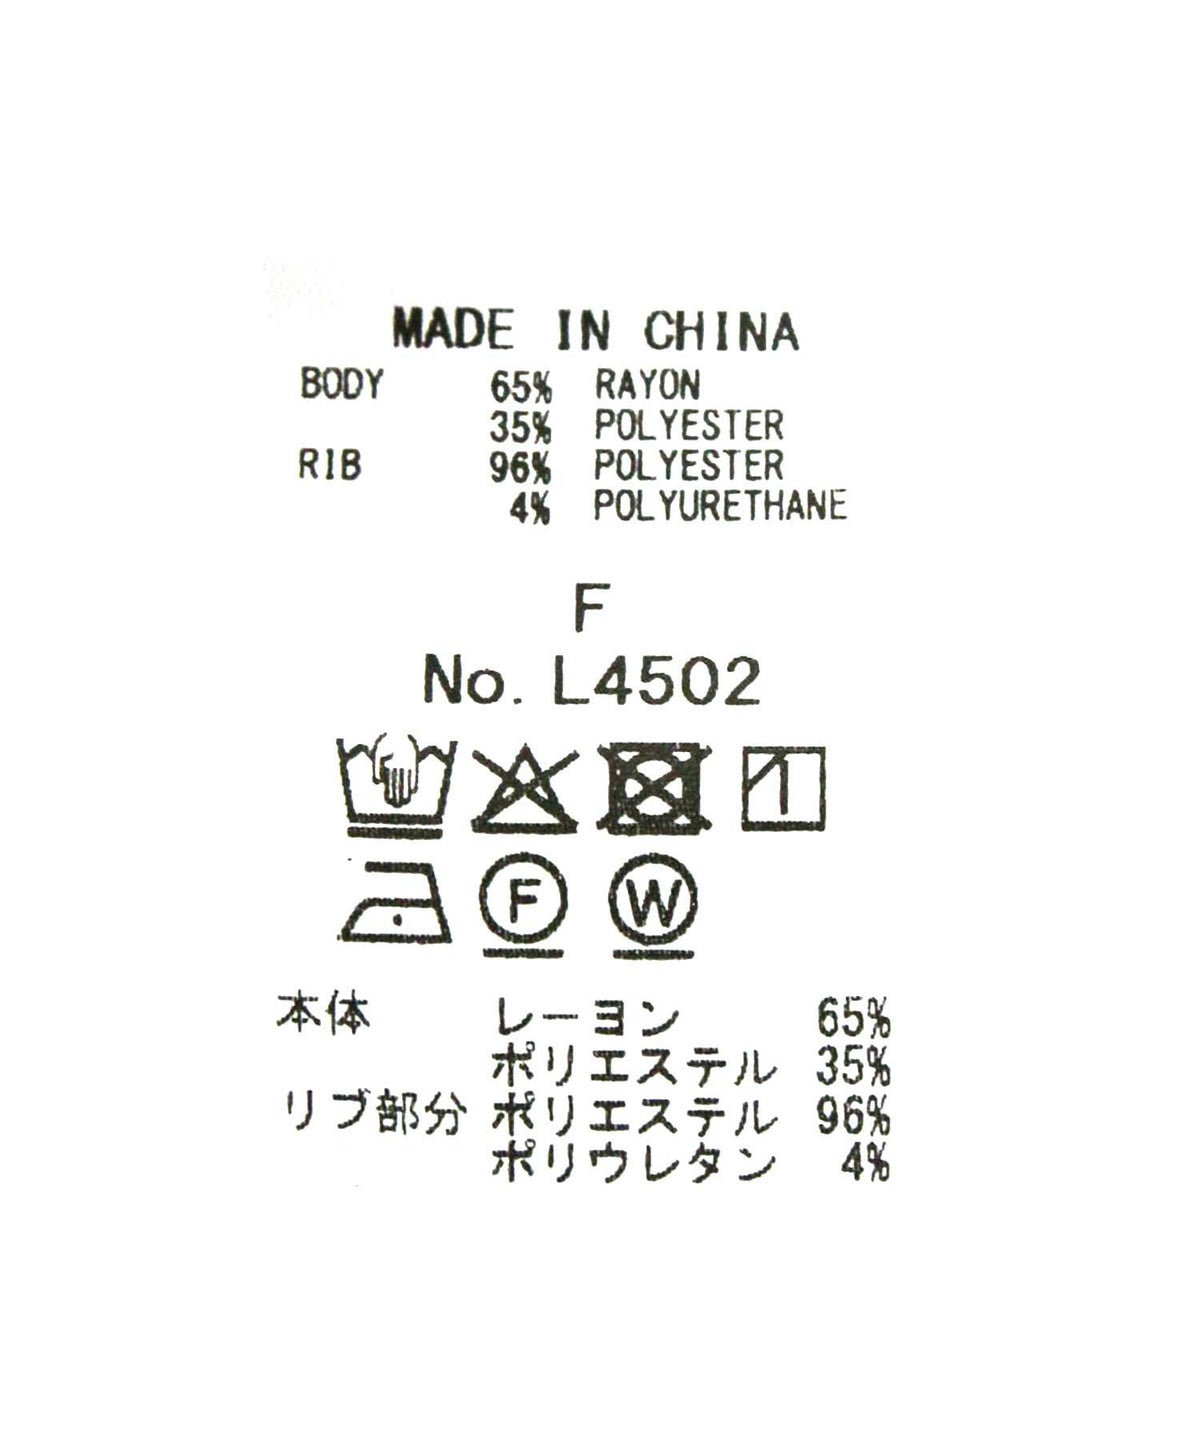 MADE IN CHINA
BODY 65% RAYON
35% POLYESTER
RIB 96% POLYESTER
4% POLYURETHANE
F
No. L4502
F W
本体 レーヨン 65%
ポリエステル 35%
リブ部分 ポリエステル 96%
ポリウレタン 4%